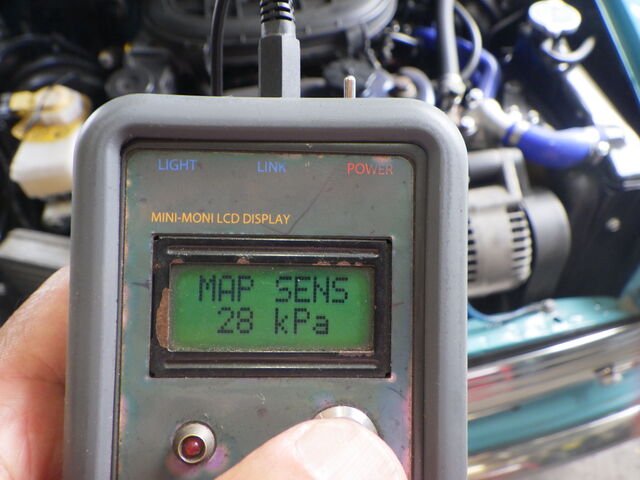 LIGHT LINK POWER
MINI-MONI LCD DISPLAY
MAP SENS
28 kPa